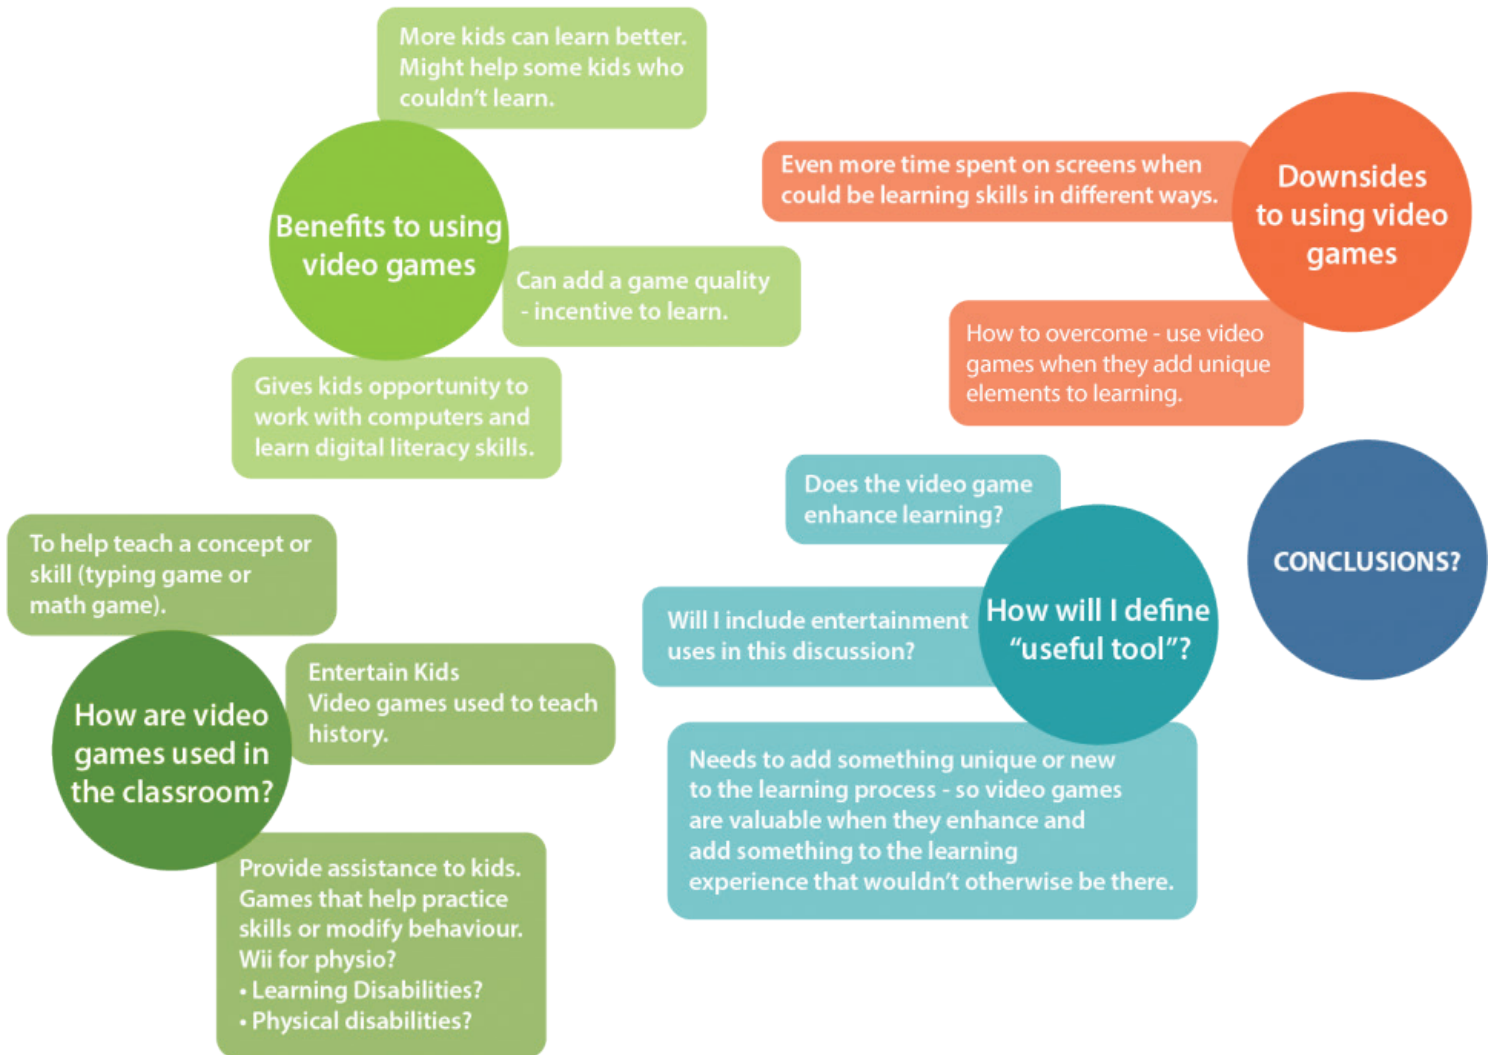 More kids can learn better.
Might help some kids who
couldn't learn.
Benefits to using
video games
Can add a game quality
- incentive to learn.
Gives kids opportunity to
work with computers and
learn digital literacy skills.
Even more time spent on screens when
could be learning skills in different ways.
Downsides
to using video
games
How to overcome - use video
games when they add unique
elements to learning.
To help teach a concept or
skill (typing game or
math game).
How are video
games used in
the classroom?
Entertain Kids
Video games used to teach
history.
Provide assistance to kids.
Games that help practice
skills or modify behaviour.
Wii for physio?
• Learning Disabilities?
• Physical disabilities?
Does the video game
enhance learning?
Will I include entertainment
uses in this discussion?
How will I define
“useful tool”?
Needs to add something unique or new
to the learning process - so video games
are valuable when they enhance and
add something to the learning
experience that wouldn't otherwise be there.
CONCLUSIONS?